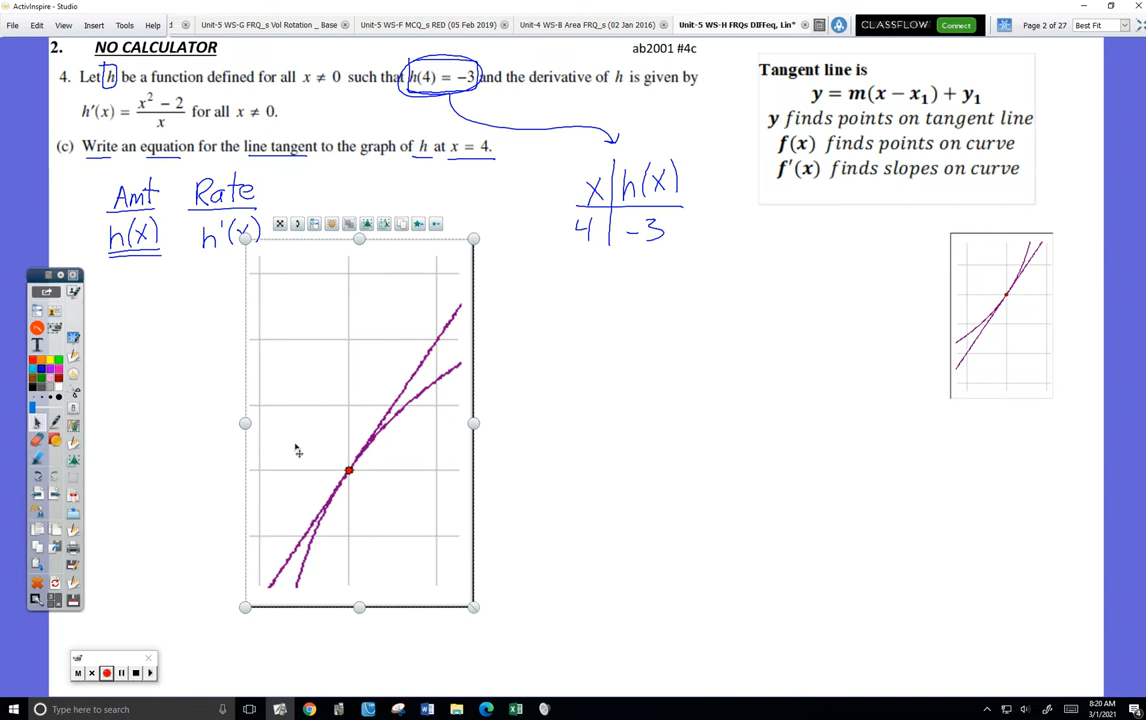 Studio
File Edit View Tools Insert Help
Unit-5 WS-G FRQ_s Vol Rotation _ Base
Unit-5 WS-F MCQ_s RED (05 Feb 2019)
Unit-4 WS-B Area FRQ_s (02 Jan 2016)
Unit-5 WS-H FRQs DIFFeq, Lin*
CLASSFLOW Connect
Page 2 of 27 Best Fit
2. NO CALCULATOR
ab2001 #4c
4. Let h be a function defined for all x ≠ 0 such that h(4) = −3 and the derivative of h is given by
h′(x) = (x² − 2)/x for all x ≠ 0.
(c) Write an equation for the line tangent to the graph of h at x = 4.
Amt Rate
h(x) h'(x)
x h(x)
4 -3
Tangent line is
y = m(x − x₁) + y₁
y finds points on tangent line
f(x) finds points on curve
f′(x) finds slopes on curve
T
M
Type here to search
8:20 AM
3/1/2021